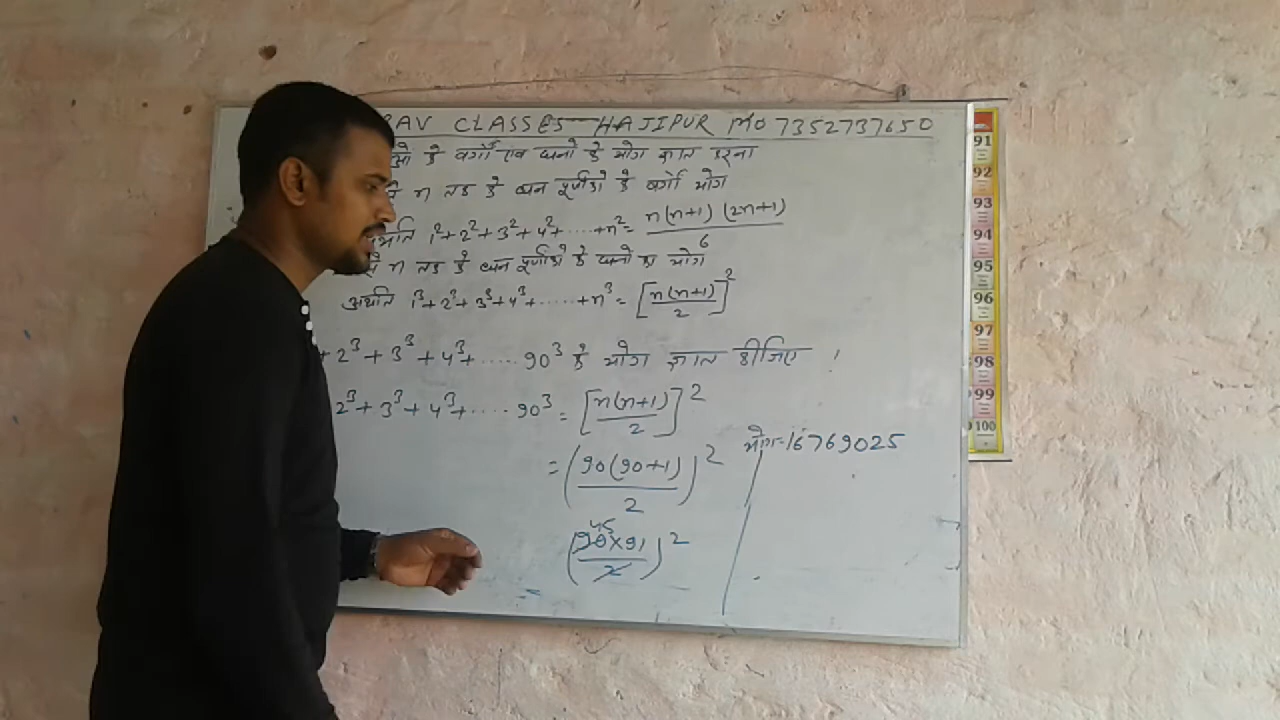 RAV CLASSES HAJIPUR MO 7352737650
के वर्गों एवं घनों के योग ज्ञात करना
n तक के धन पूर्णांको के वर्गो योग
1²+2²+3²+4²+.....+n² = n(n+1)(2n+1)/6
n तक के धन पूर्णांको के घनो का योग
अर्थात 1³+2³+3³+4³+......+n³ = [n(n+1)/2]²
+2³+3³+4³+.....90³ के योग ज्ञात कीजिए !
2³+3³+4³+.....90³ = [n(n+1)/2]²
= (90(90+1)/2)²
45
(90×91/2)²
=
योग=16769025
91
92
93
94
95
96
97
98
99
100